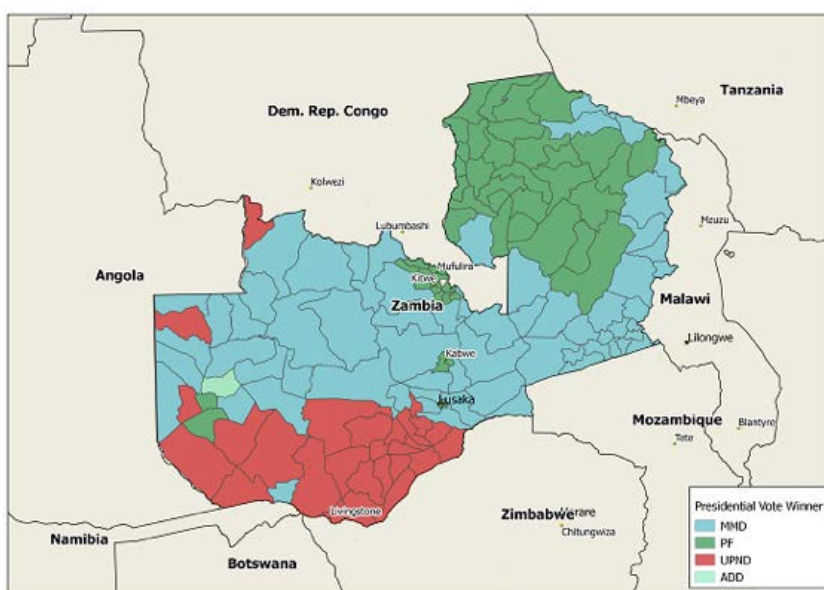 Tanzania
Mbeya
Dem. Rep. Congo
Kolwezi
Lubumbashi
Mzuzu
Mufulira
Angola
Kitwe
Zambia
Malawi
Lilongwe
Kabwe
Lusaka
Mozambique
Blantyre
Tete
Livingstone
Zimbabwe
Harare
Chitungwiza
Namibia
Botswana
Presidential Vote Winner
MMD
PF
UPND
ADD